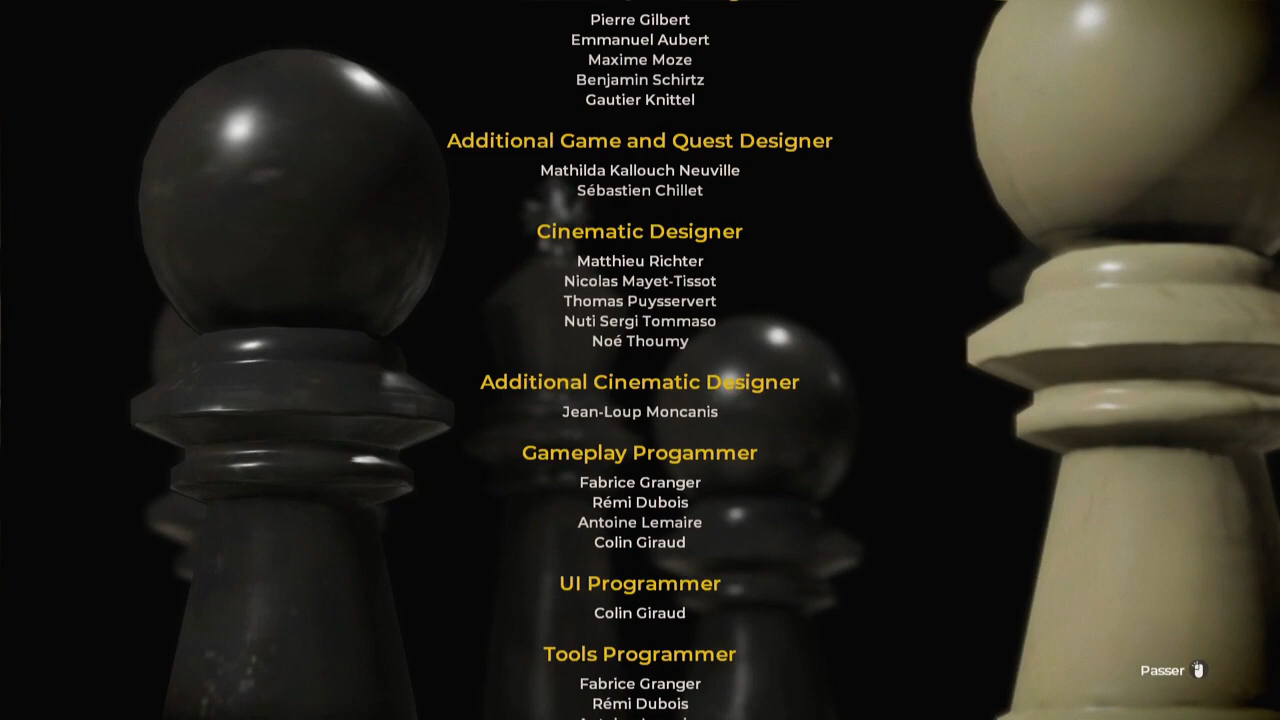 Pierre Gilbert
Emmanuel Aubert
Maxime Moze
Benjamin Schirtz
Gautier Knittel
Additional Game and Quest Designer
Mathilda Kallouch Neuville
Sébastien Chillet
Cinematic Designer
Matthieu Richter
Nicolas Mayet-Tissot
Thomas Puysservert
Nuti Sergi Tommaso
Noé Thoumy
Additional Cinematic Designer
Jean-Loup Moncanis
Gameplay Progammer
Fabrice Granger
Rémi Dubois
Antoine Lemaire
Colin Giraud
UI Programmer
Colin Giraud
Tools Programmer
Fabrice Granger
Rémi Dubois
Passer